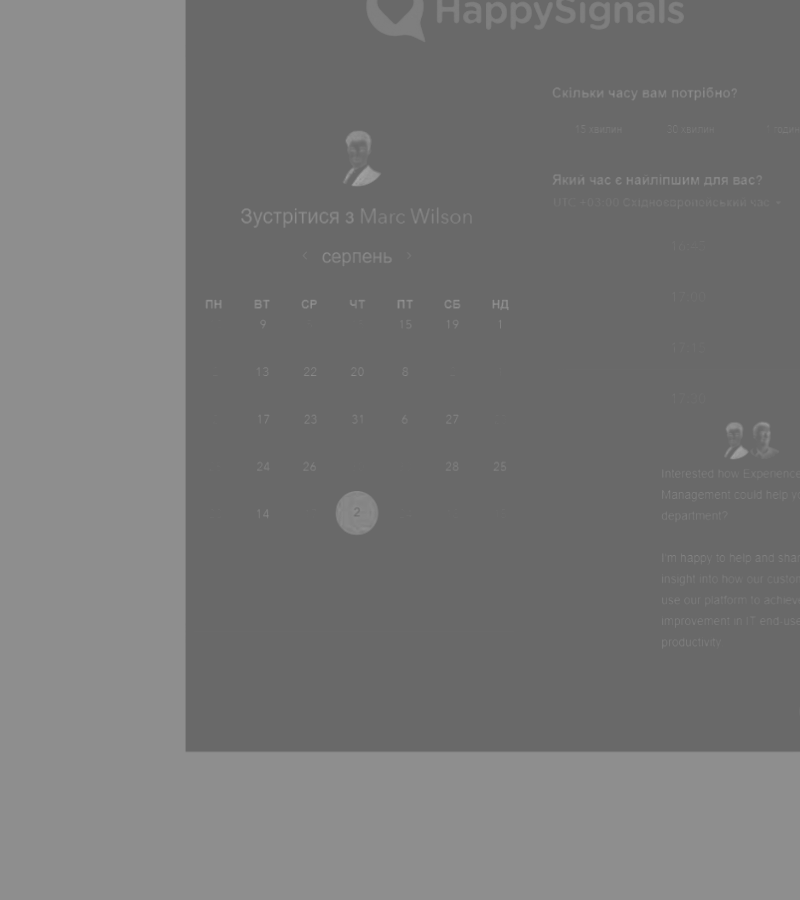 HappySignals
Зустрітися з Marc Wilson
серпень
ПН ВТ СР ЧТ ПТ СБ НД
9 15 19 1
13 22 20 8
17 23 31 6 27
24 26 28 25
14 2
Скільки часу вам потрібно?
15 хвилин 30 хвилин 1 годин
Який час є найліпшим для вас?
UTC +03:00 Східноєвропейський час
16:45
17:00
17:15
17:30
Interested how Experience
Management could help yo
department?
I'm happy to help and shar
insight into how our custom
use our platform to achieve
improvement in IT end-use
productivity.